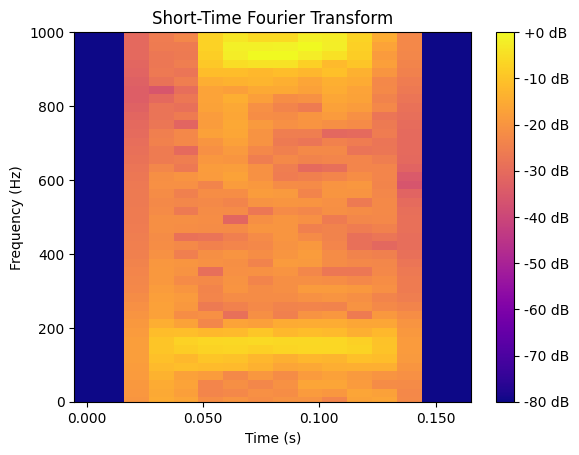 Short-Time Fourier Transform
1000
800
600
400
200
0
Frequency (Hz)
0.000
0.050
0.100
0.150
Time (s)
+0 dB
-10 dB
-20 dB
-30 dB
-40 dB
-50 dB
-60 dB
-70 dB
-80 dB